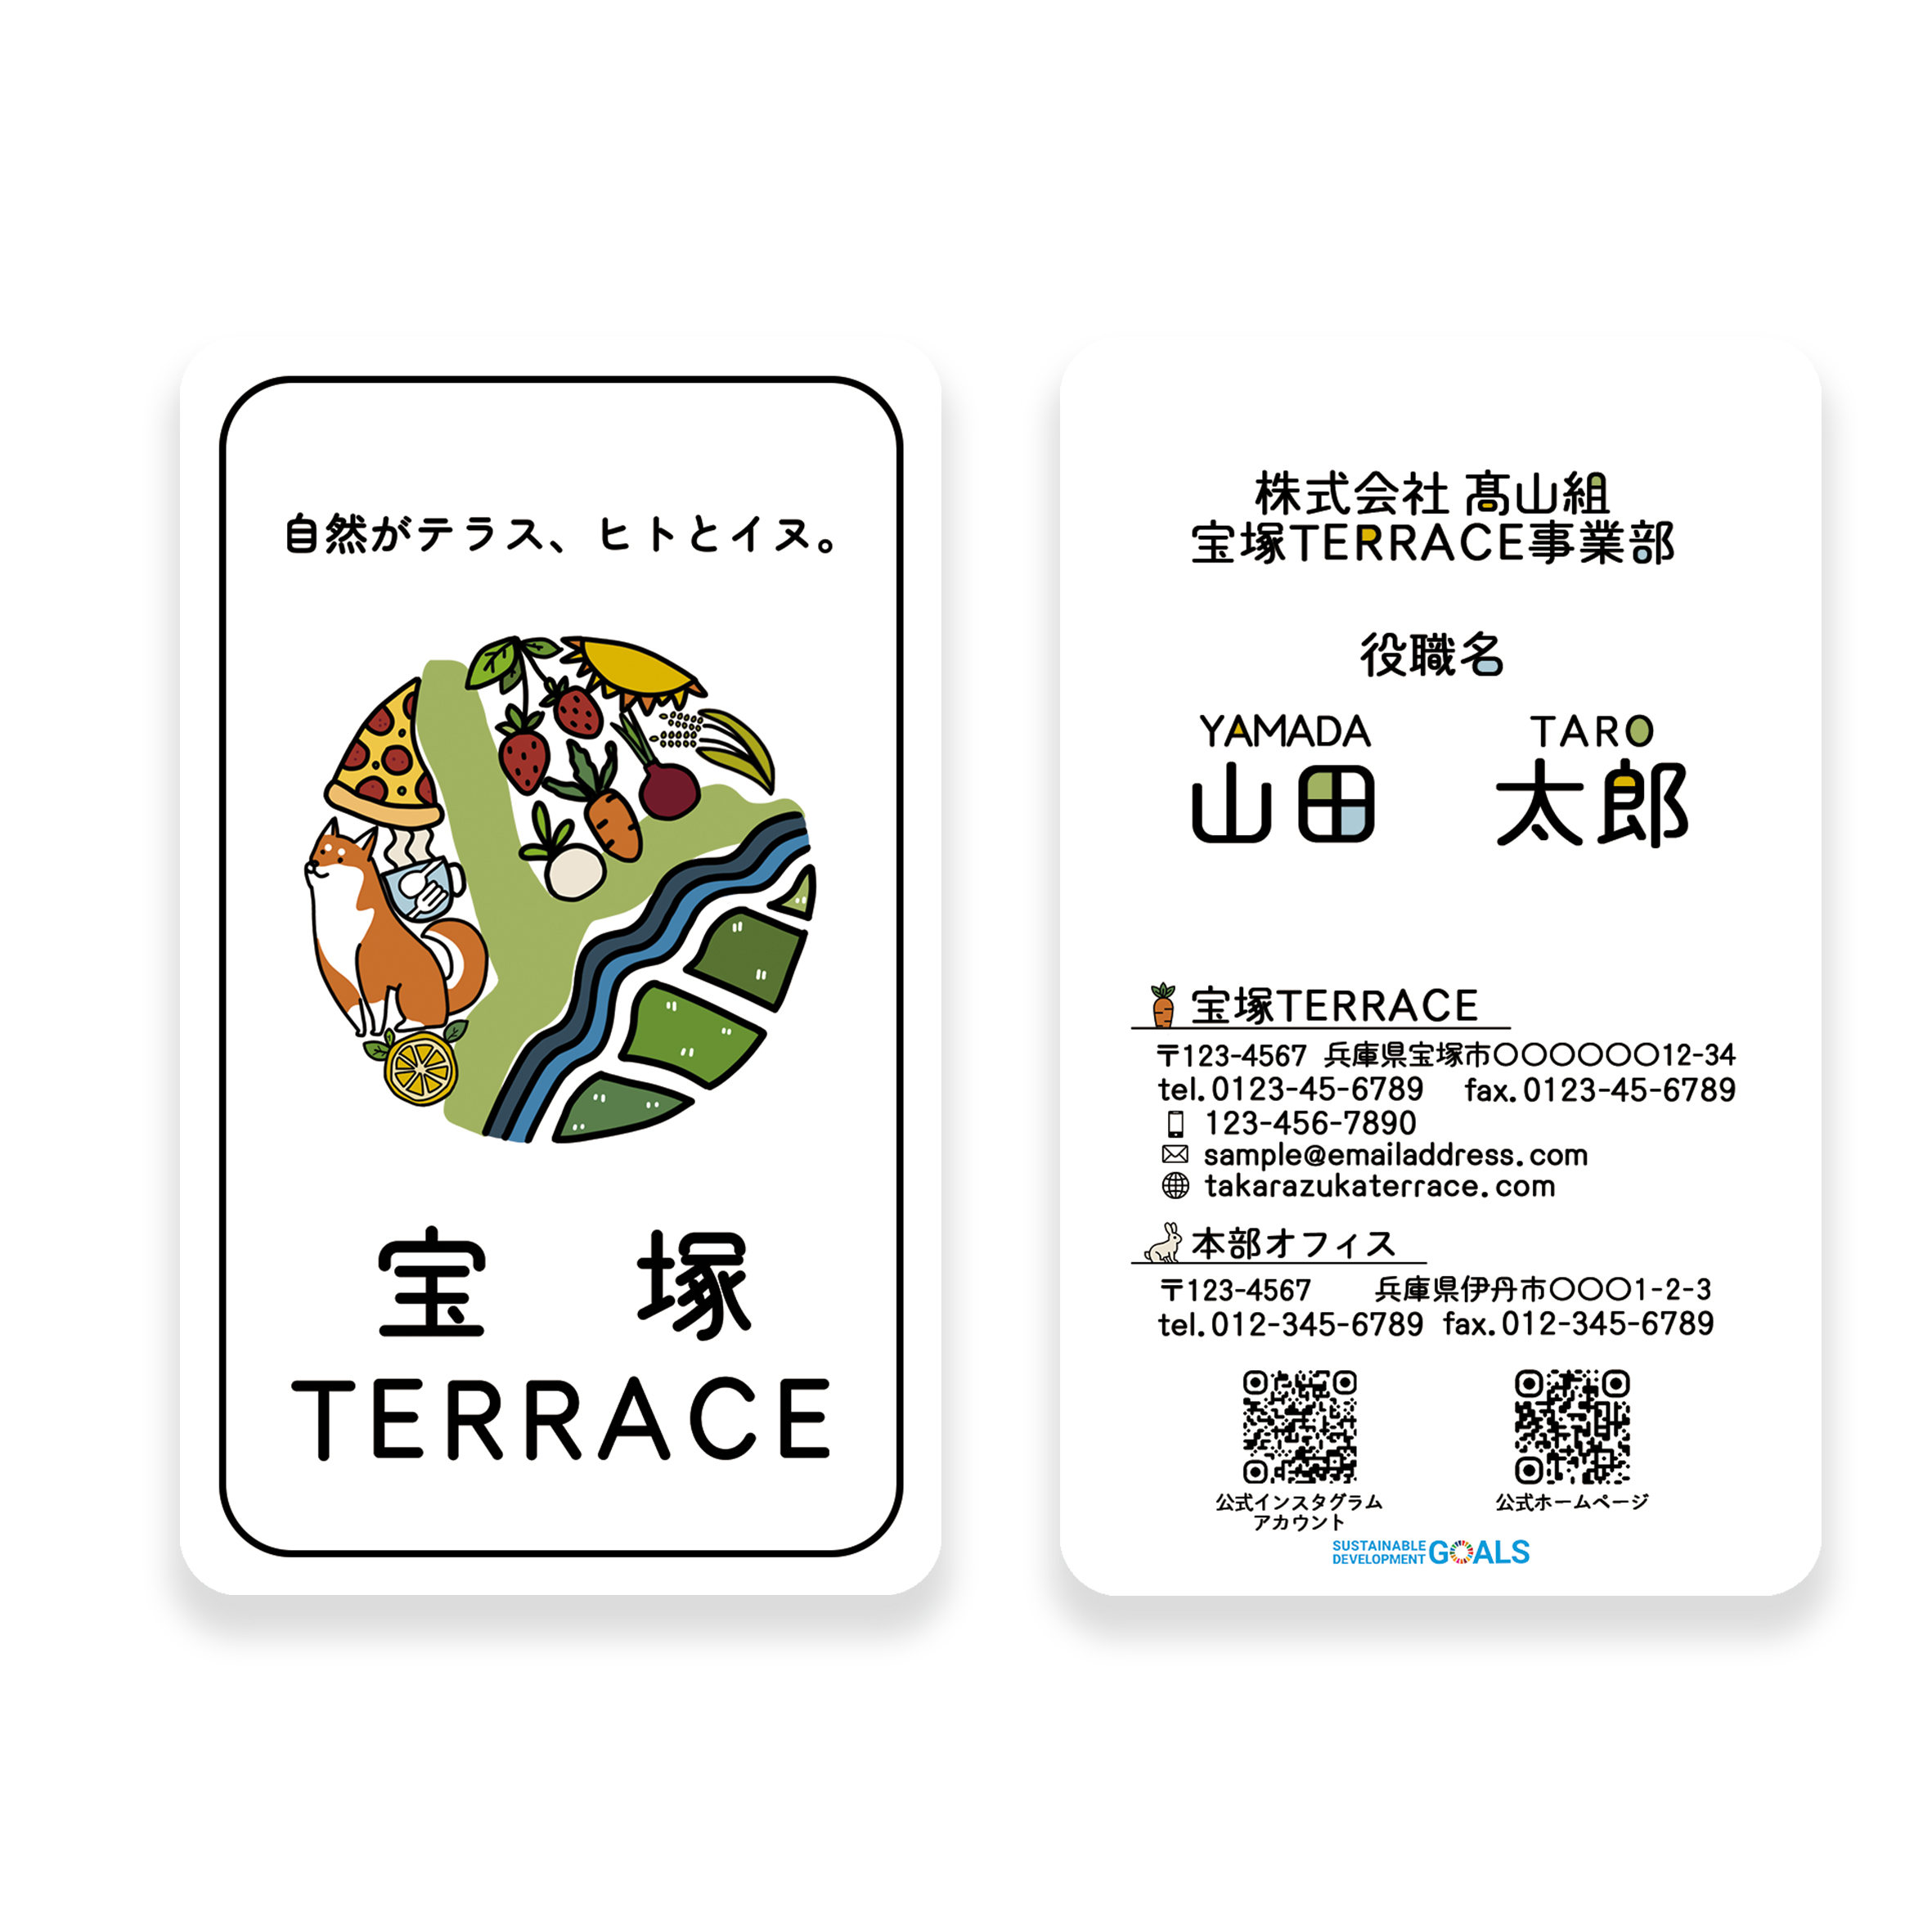 自然がテラス、ヒトとイヌ。
宝 塚
TERRACE
株式会社 髙山組
宝塚TERRACE事業部
役職名
YAMADA TARO
山田 太郎
宝塚TERRACE
〒123-4567 兵庫県宝塚市〇〇〇〇〇〇12-34
tel.0123-45-6789 fax.0123-45-6789
123-456-7890
sample@emailaddress.com
takarazukaterrace.com
本部オフィス
〒123-4567 兵庫県伊丹市〇〇〇1-2-3
tel.012-345-6789 fax.012-345-6789
公式インスタグラム
アカウント
公式ホームページ
SUSTAINABLE
DEVELOPMENT GOALS